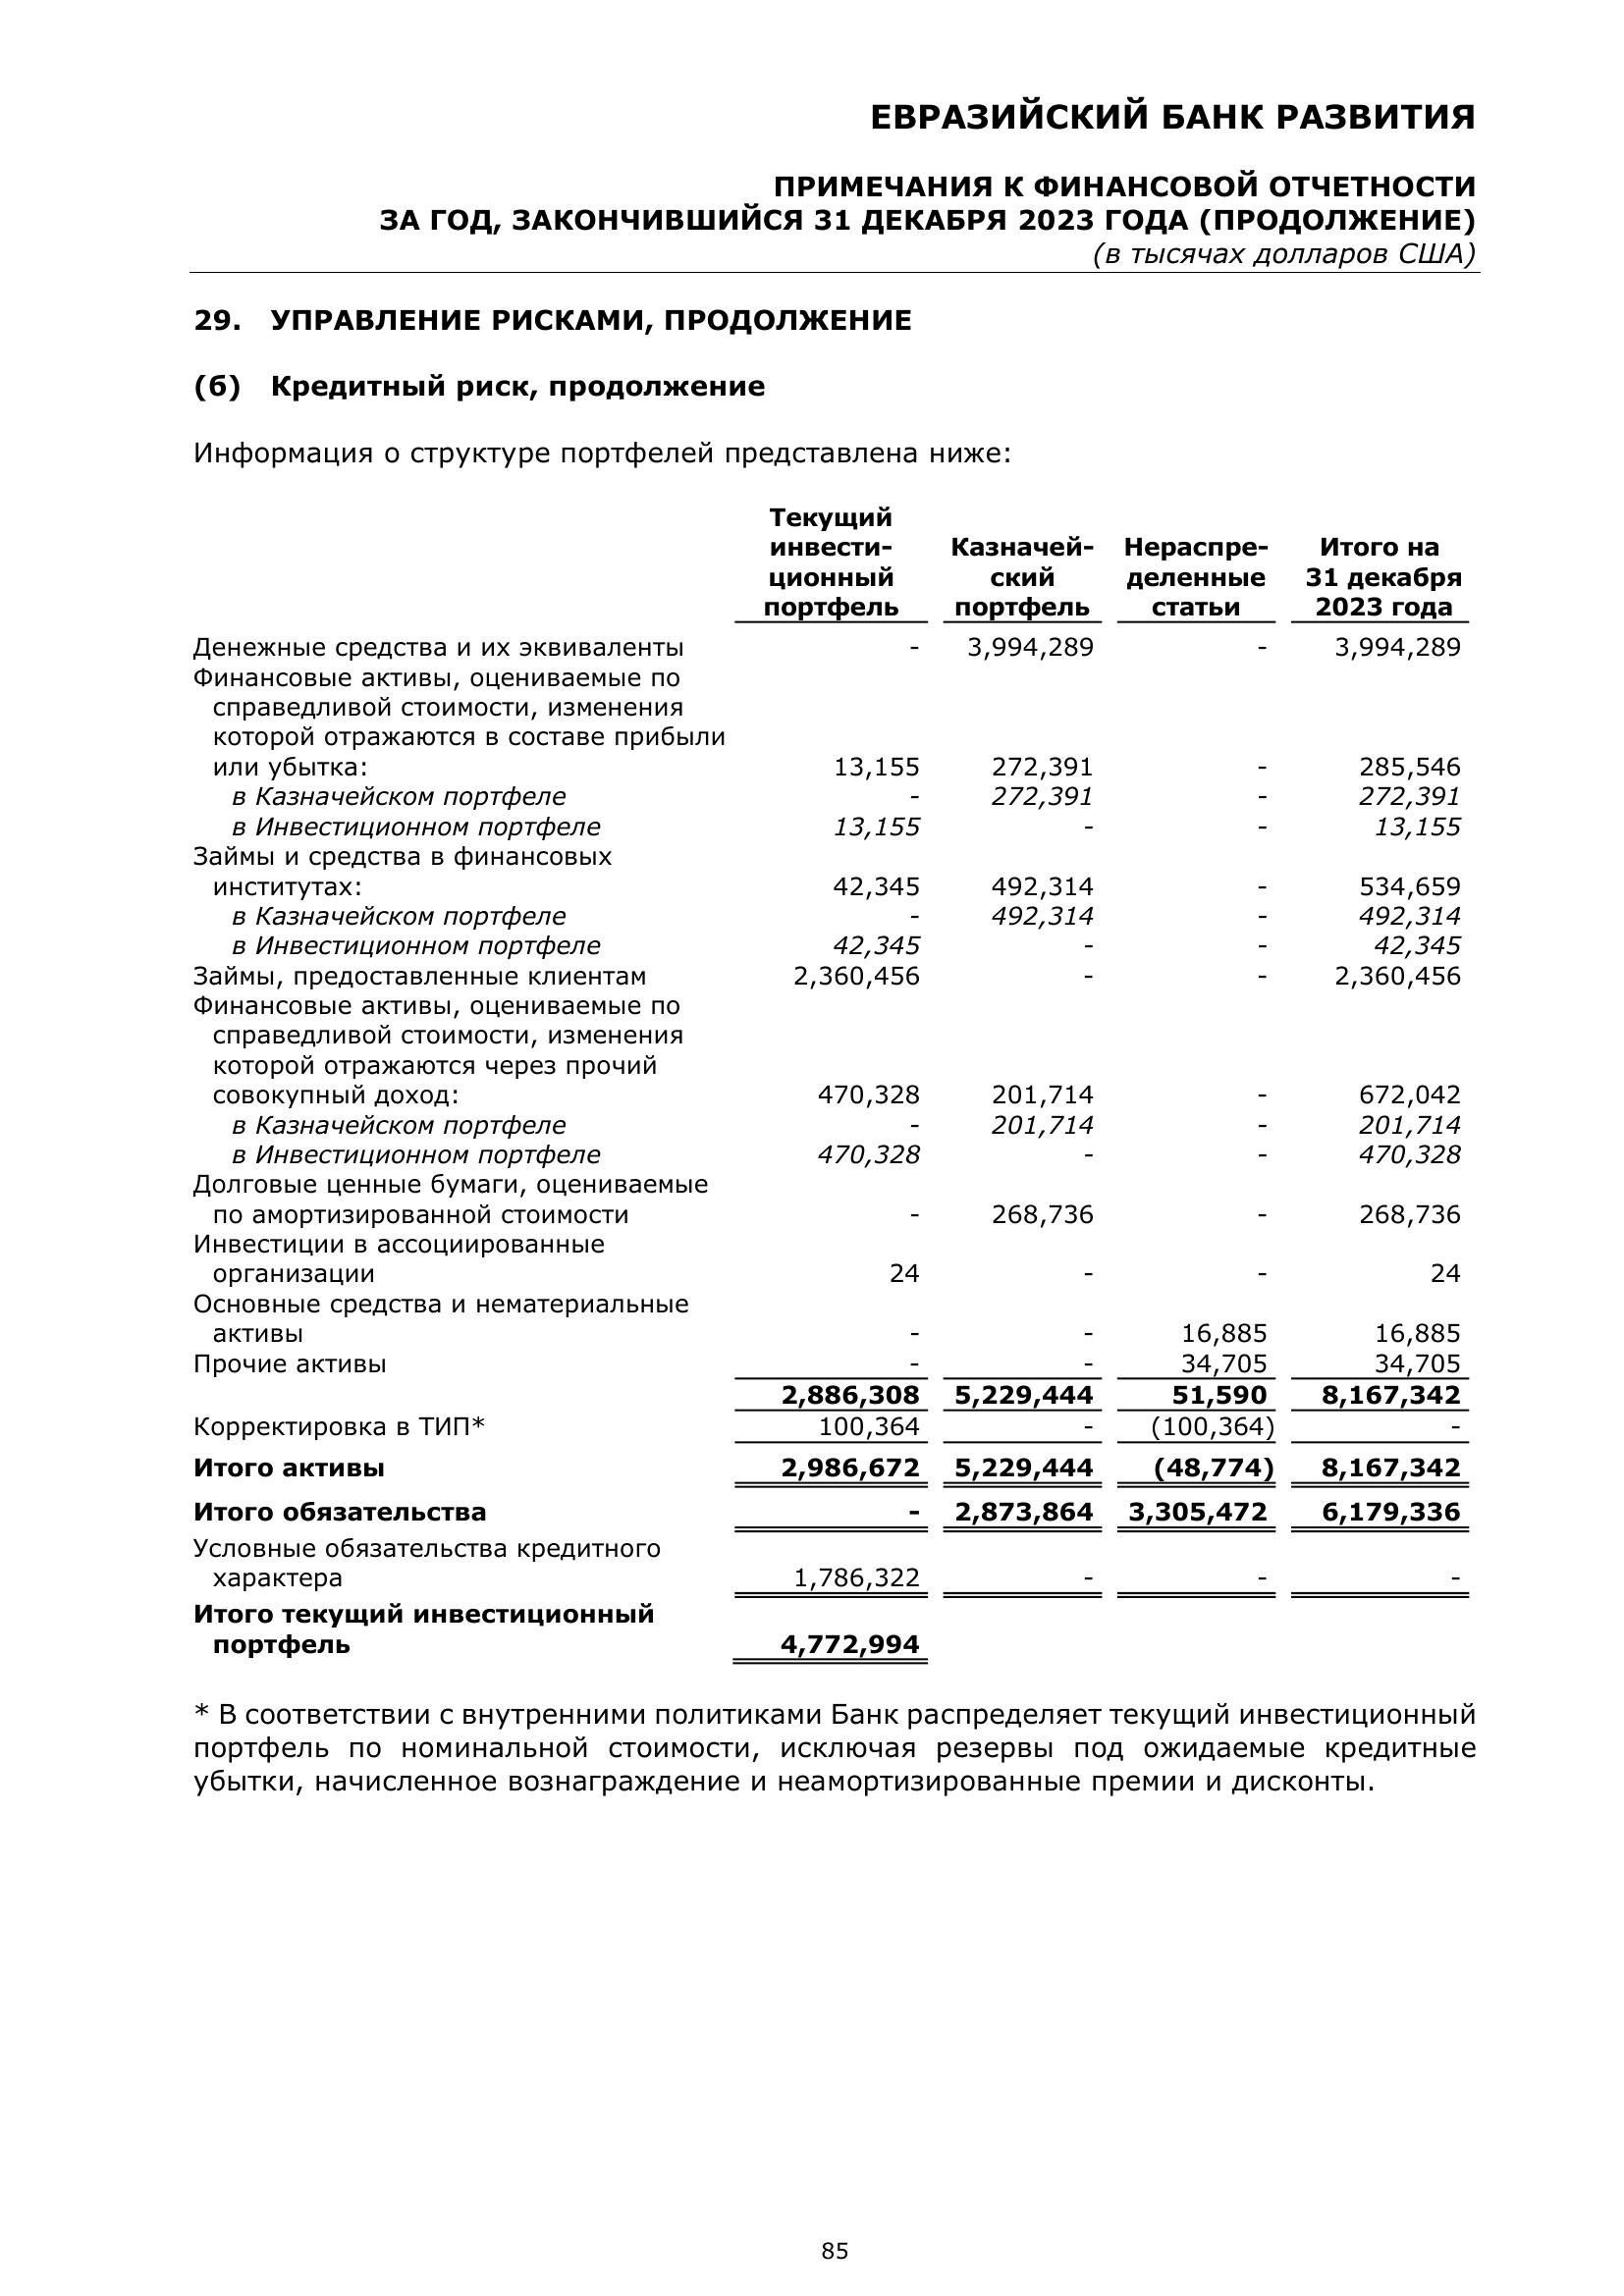 ЕВРАЗИЙСКИЙ БАНК РАЗВИТИЯ
ПРИМЕЧАНИЯ К ФИНАНСОВОЙ ОТЧЕТНОСТИ
ЗА ГОД, ЗАКОНЧИВШИЙСЯ 31 ДЕКАБРЯ 2023 ГОДА (ПРОДОЛЖЕНИЕ)
(в тысячах долларов США)
29. УПРАВЛЕНИЕ РИСКАМИ, ПРОДОЛЖЕНИЕ
(б) Кредитный риск, продолжение
Информация о структуре портфелей представлена ниже:
Текущий
инвести- Казначей- Нераспре- Итого на
ционный ский деленные 31 декабря
портфель портфель статьи 2023 года
Денежные средства и их эквиваленты - 3,994,289 - 3,994,289
Финансовые активы, оцениваемые по
справедливой стоимости, изменения
которой отражаются в составе прибыли
или убытка: 13,155 272,391 - 285,546
в Казначейском портфеле - 272,391 - 272,391
в Инвестиционном портфеле 13,155 - - 13,155
Займы и средства в финансовых
институтах: 42,345 492,314 - 534,659
в Казначейском портфеле - 492,314 - 492,314
в Инвестиционном портфеле 42,345 - - 42,345
Займы, предоставленные клиентам 2,360,456 - - 2,360,456
Финансовые активы, оцениваемые по
справедливой стоимости, изменения
которой отражаются через прочий
совокупный доход: 470,328 201,714 - 672,042
в Казначейском портфеле - 201,714 - 201,714
в Инвестиционном портфеле 470,328 - - 470,328
Долговые ценные бумаги, оцениваемые
по амортизированной стоимости - 268,736 - 268,736
Инвестиции в ассоциированные
организации 24 - - 24
Основные средства и нематериальные
активы - - 16,885 16,885
Прочие активы - - 34,705 34,705
2,886,308 5,229,444 51,590 8,167,342
Корректировка в ТИП* 100,364 - (100,364) -
Итого активы 2,986,672 5,229,444 (48,774) 8,167,342
Итого обязательства - 2,873,864 3,305,472 6,179,336
Условные обязательства кредитного
характера 1,786,322 - - -
Итого текущий инвестиционный
портфель 4,772,994
* В соответствии с внутренними политиками Банк распределяет текущий инвестиционный
портфель по номинальной стоимости, исключая резервы под ожидаемые кредитные
убытки, начисленное вознаграждение и неамортизированные премии и дисконты.
85